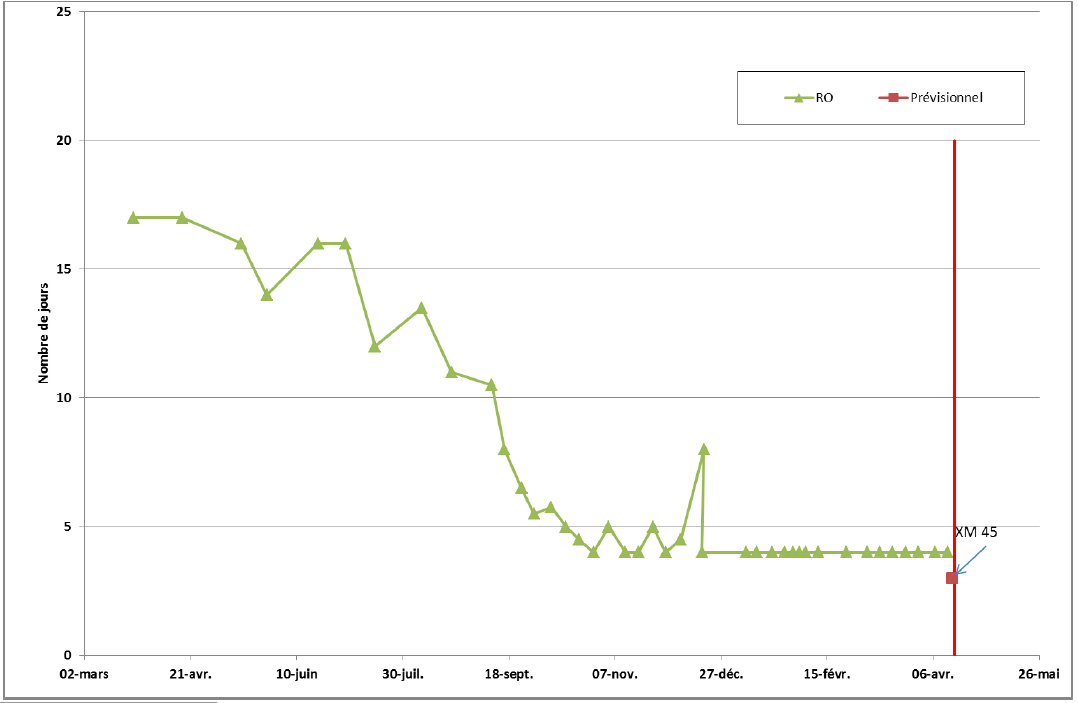 25
RO Prévisionnel
20
15
Nombre de jours
10
5
XM 45
0
02-mars 21-avr. 10-juin 30-juil. 18-sept. 07-nov. 27-déc. 15-févr. 06-avr. 26-mai